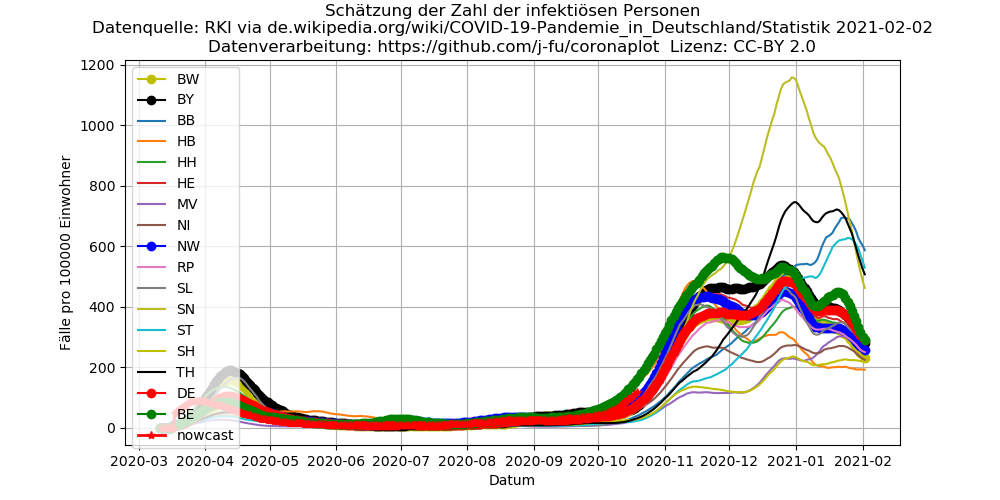 Schätzung der Zahl der infektiösen Personen
Datenquelle: RKI via de.wikipedia.org/wiki/COVID-19-Pandemie_in_Deutschland/Statistik 2021-02-02
Datenverarbeitung: https://github.com/j-fu/coronaplot  Lizenz: CC-BY 2.0
Fälle pro 100000 Einwohner
1200
1000
800
600
400
200
0
BW
BY
BB
HB
HH
HE
MV
NI
NW
RP
SL
SN
ST
SH
TH
DE
BE
nowcast
2020-03 2020-04 2020-05 2020-06 2020-07 2020-08 2020-09 2020-10 2020-11 2020-12 2021-01 2021-02
Datum